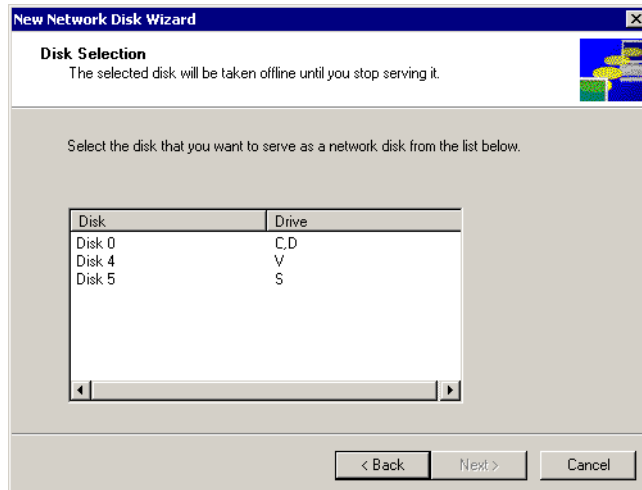 New Network Disk Wizard
Disk Selection
The selected disk will be taken offline until you stop serving it.
Select the disk that you want to serve as a network disk from the list below.
Disk Drive
Disk 0 C,D
Disk 4 V
Disk 5 S
< Back Next > Cancel